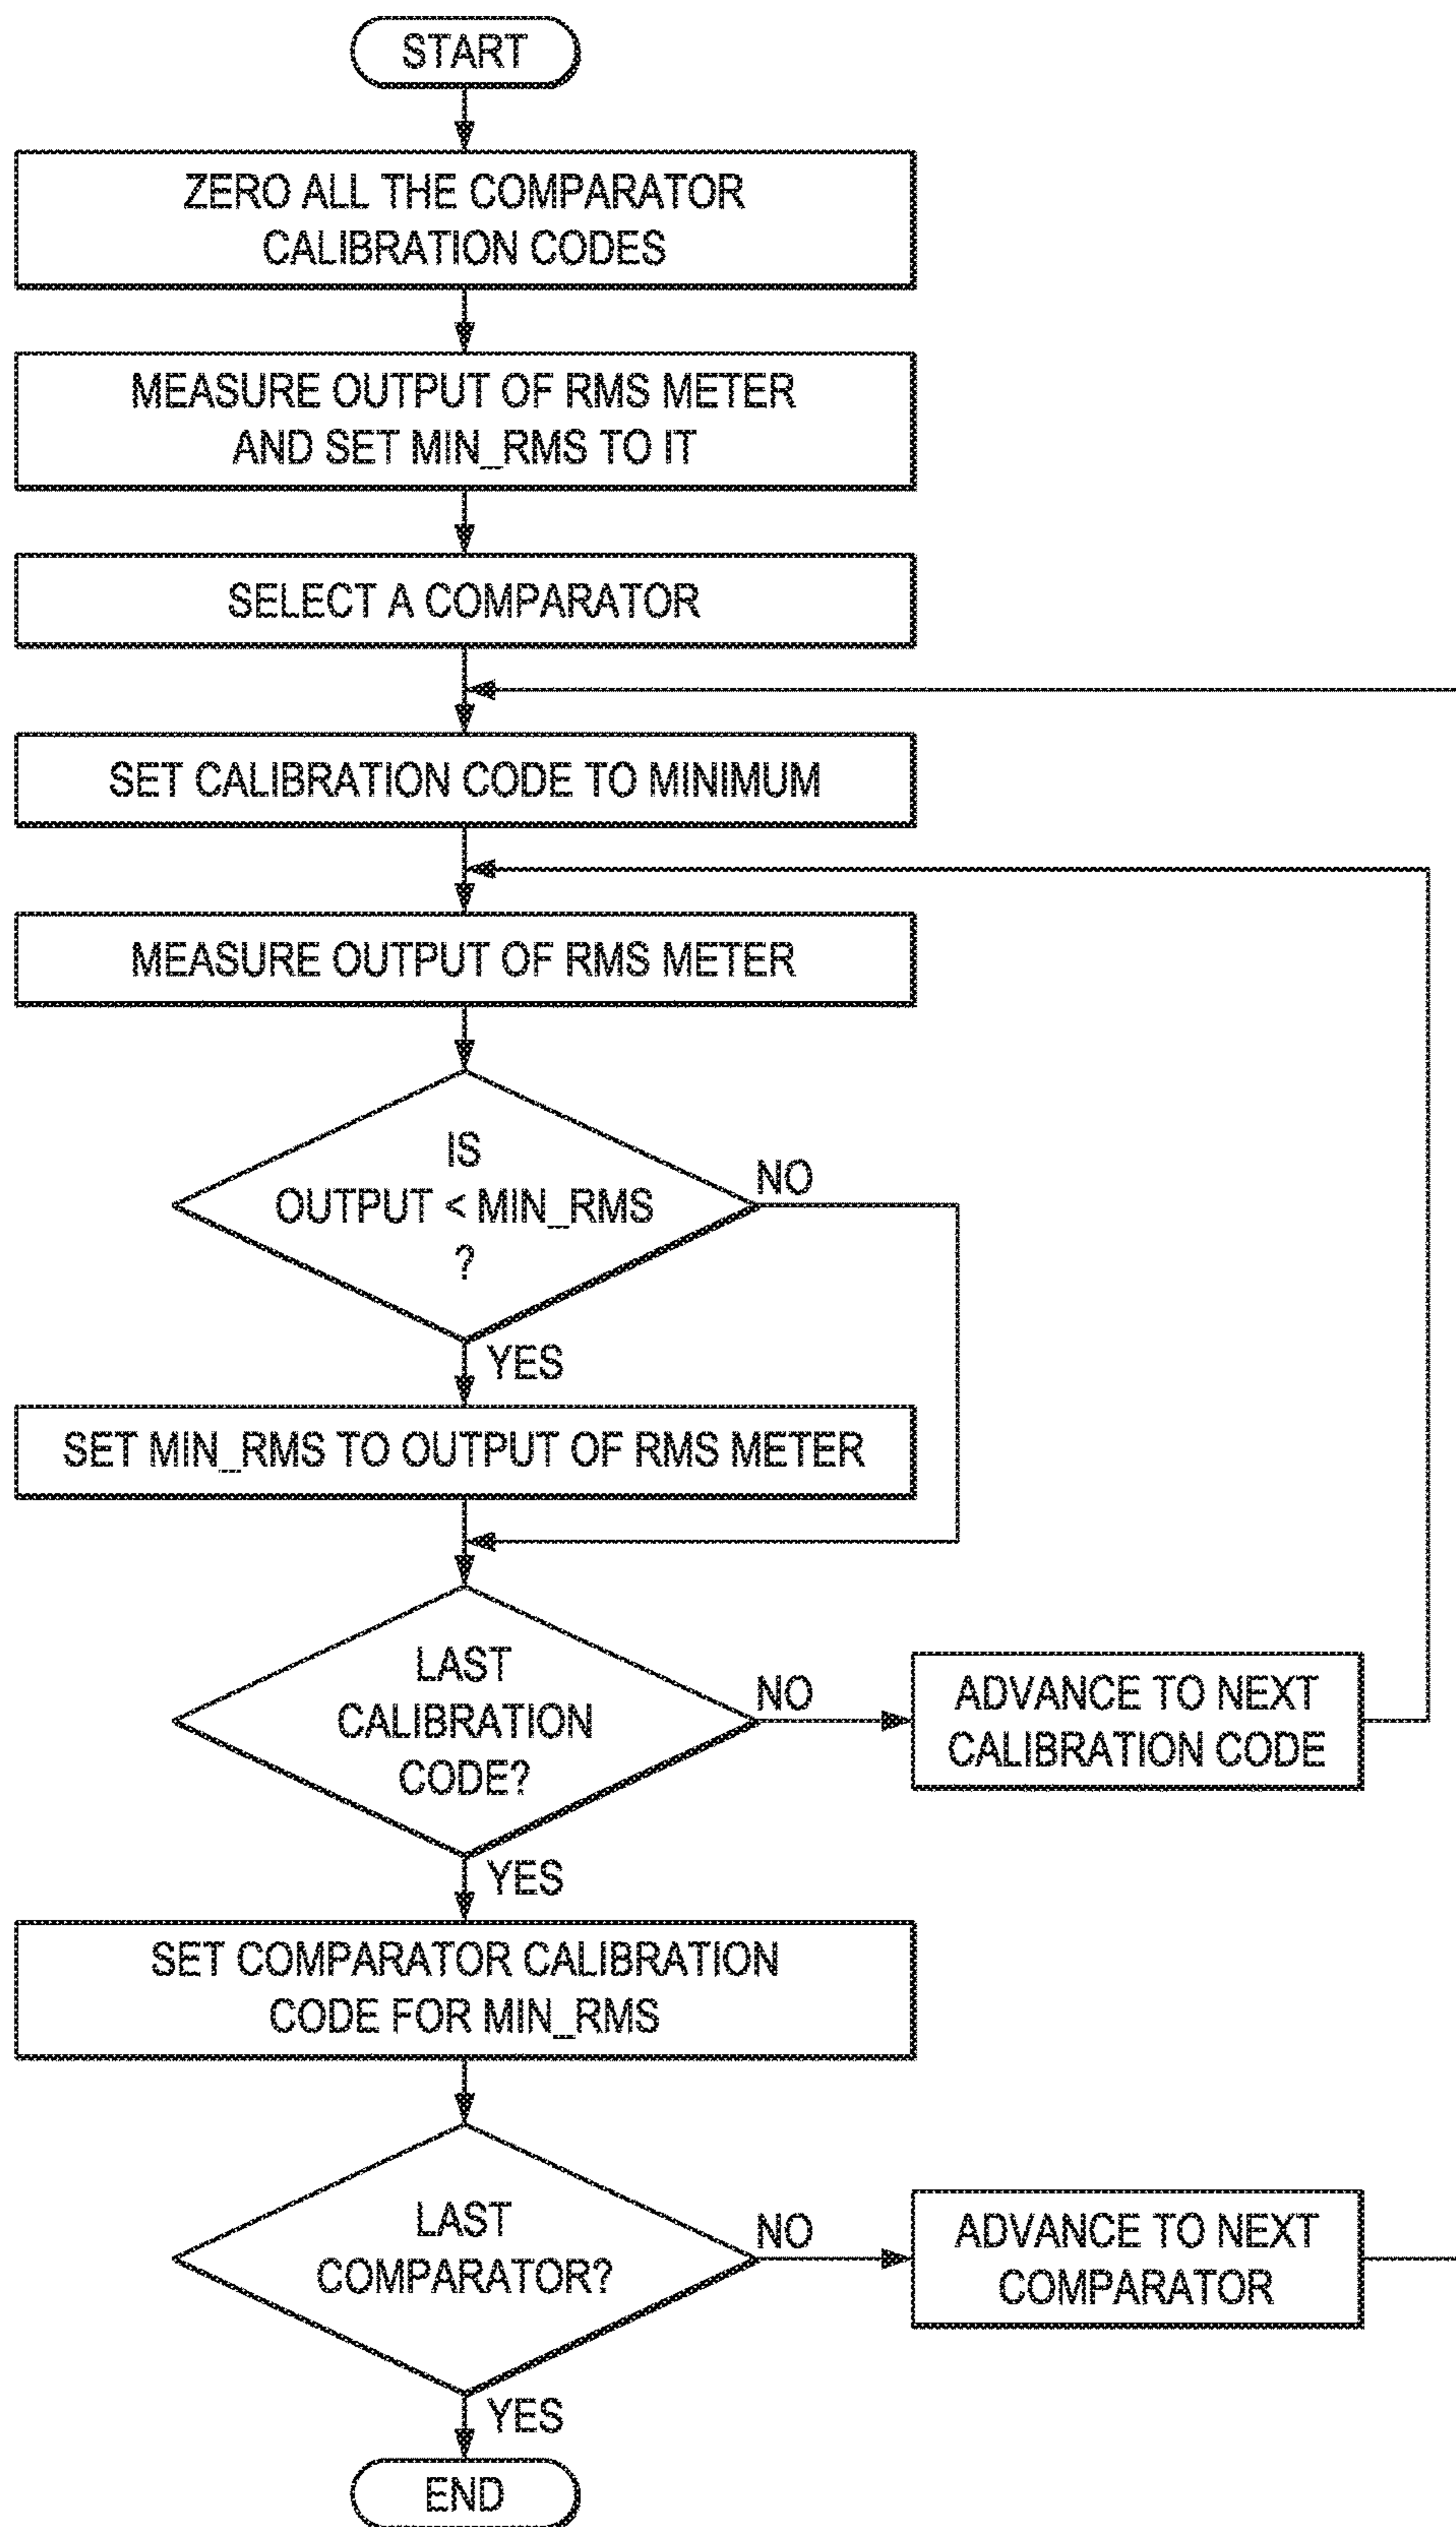 START
ZERO ALL THE COMPARATOR
CALIBRATION CODES
MEASURE OUTPUT OF RMS METER
AND SET MIN_RMS TO IT
SELECT A COMPARATOR
SET CALIBRATION CODE TO MINIMUM
MEASURE OUTPUT OF RMS METER
IS
OUTPUT < MIN_RMS
?
NO
YES
SET MIN_RMS TO OUTPUT OF RMS METER
LAST
CALIBRATION
CODE?
NO
ADVANCE TO NEXT
CALIBRATION CODE
YES
SET COMPARATOR CALIBRATION
CODE FOR MIN_RMS
LAST
COMPARATOR?
NO
ADVANCE TO NEXT
COMPARATOR
YES
END